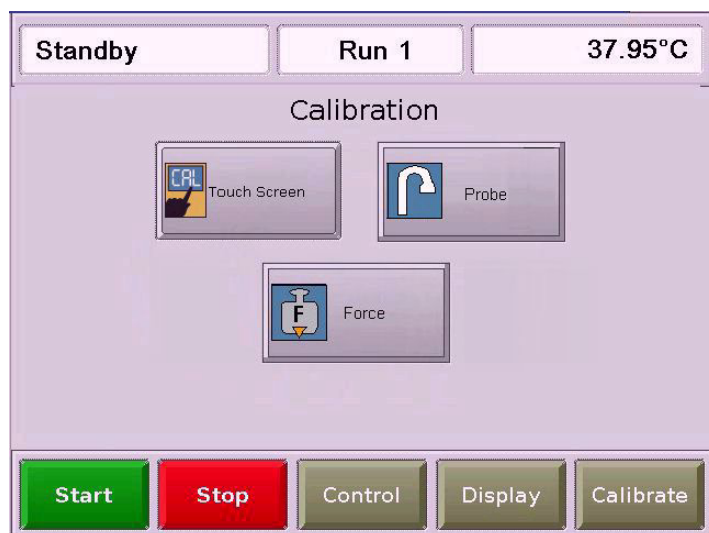 Standby Run 1 37.95°C
Calibration
CAL Touch Screen
Probe
F Force
Start Stop Control Display Calibrate